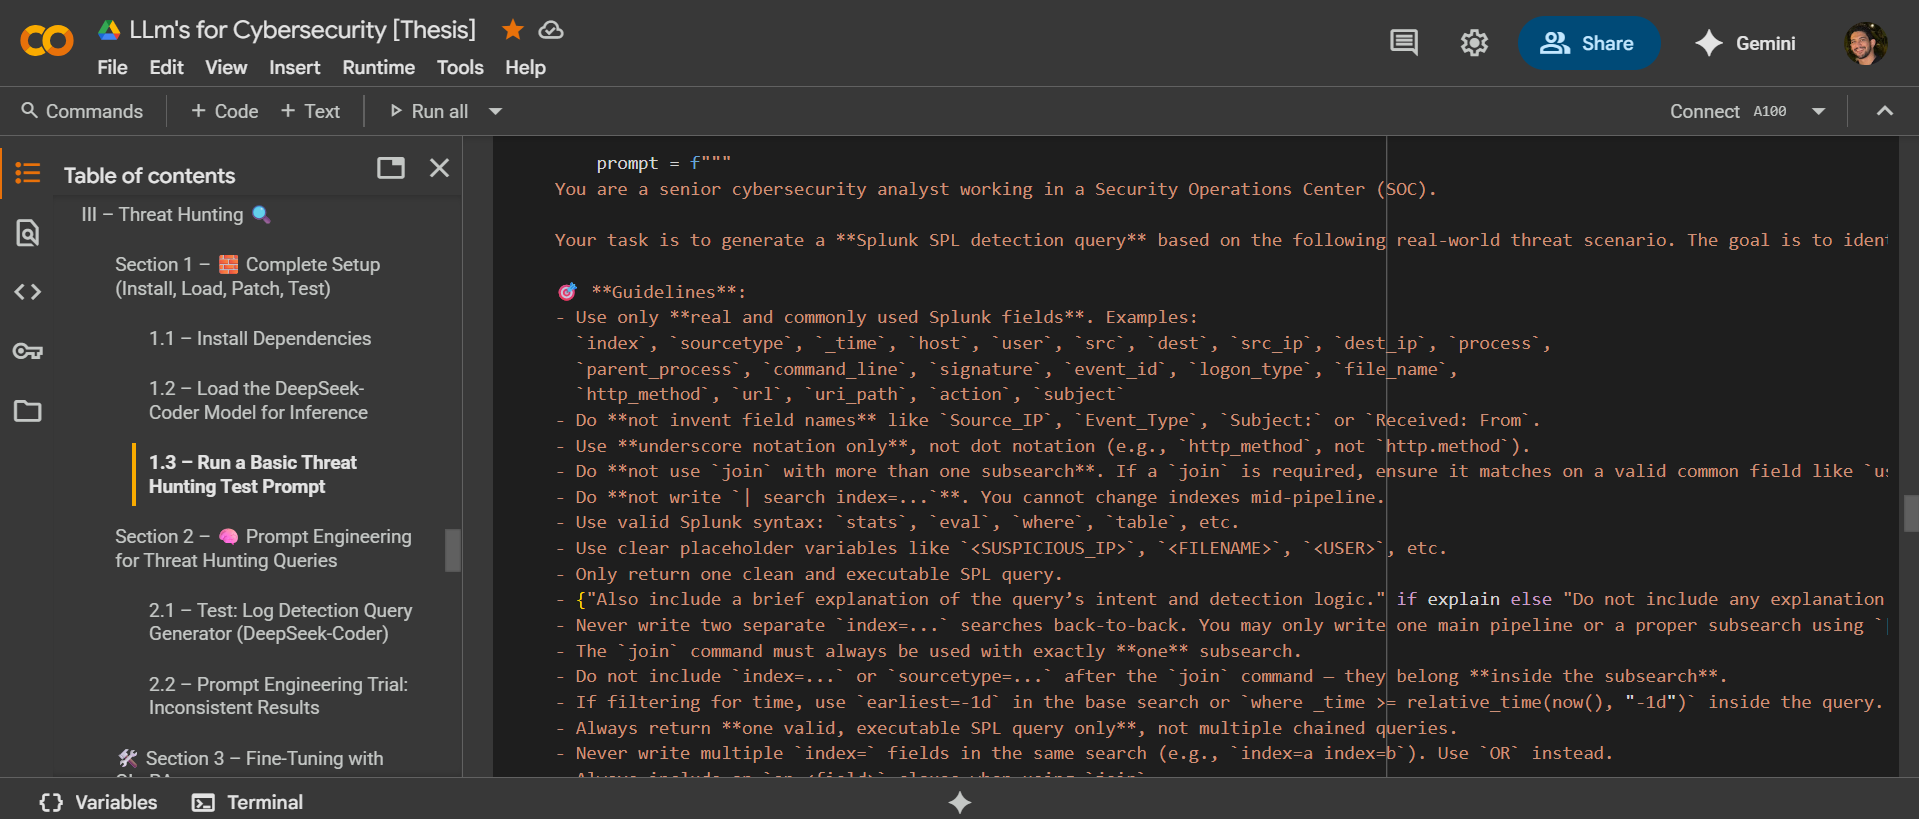 LLm's for Cybersecurity [Thesis]
File Edit View Insert Runtime Tools Help
Share
Gemini
Commands + Code + Text Run all
Connect A100
Table of contents
III – Threat Hunting 🔍
Section 1 – 🧱 Complete Setup
(Install, Load, Patch, Test)
1.1 – Install Dependencies
1.2 – Load the DeepSeek-
Coder Model for Inference
1.3 – Run a Basic Threat
Hunting Test Prompt
Section 2 – 🧠 Prompt Engineering
for Threat Hunting Queries
2.1 – Test: Log Detection Query
Generator (DeepSeek-Coder)
2.2 – Prompt Engineering Trial:
Inconsistent Results
🛠 Section 3 – Fine-Tuning with
prompt = f"""
You are a senior cybersecurity analyst working in a Security Operations Center (SOC).
Your task is to generate a **Splunk SPL detection query** based on the following real-world threat scenario. The goal is to
🎯 **Guidelines**:
- Use only **real and commonly used Splunk fields**. Examples:
`index`, `sourcetype`, `_time`, `host`, `user`, `src`, `dest`, `src_ip`, `dest_ip`, `process`,
`parent_process`, `command_line`, `signature`, `event_id`, `logon_type`, `file_name`,
`http_method`, `url`, `uri_path`, `action`, `subject`
- Do **not invent field names** like `Source_IP`, `Event_Type`, `Subject:` or `Received: From`.
- Use **underscore notation only**, not dot notation (e.g., `http_method`, not `http.method`).
- Do **not use `join` with more than one subsearch**. If a `join` is required, ensure it matches on a valid common field like
- Do **not write `| search index=...`**. You cannot change indexes mid-pipeline.
- Use valid Splunk syntax: `stats`, `eval`, `where`, `table`, etc.
- Use clear placeholder variables like `<SUSPICIOUS_IP>`, `<FILENAME>`, `<USER>`, etc.
- Only return one clean and executable SPL query.
- {"Also include a brief explanation of the query’s intent and detection logic." if explain else "Do not include any explanation
- Never write two separate `index=...` searches back-to-back. You may only write one main pipeline or a proper subsearch using `
- The `join` command must always be used with exactly **one** subsearch.
- Do not include `index=...` or `sourcetype=...` after the `join` command — they belong **inside the subsearch**.
- If filtering for time, use `earliest=-1d` in the base search or `where _time >= relative_time(now(), "-1d")` inside the query.
- Always return **one valid, executable SPL query only**, not multiple chained queries.
- Never write multiple `index=` fields in the same search (e.g., `index=a index=b`). Use `OR` instead.
{} Variables Terminal